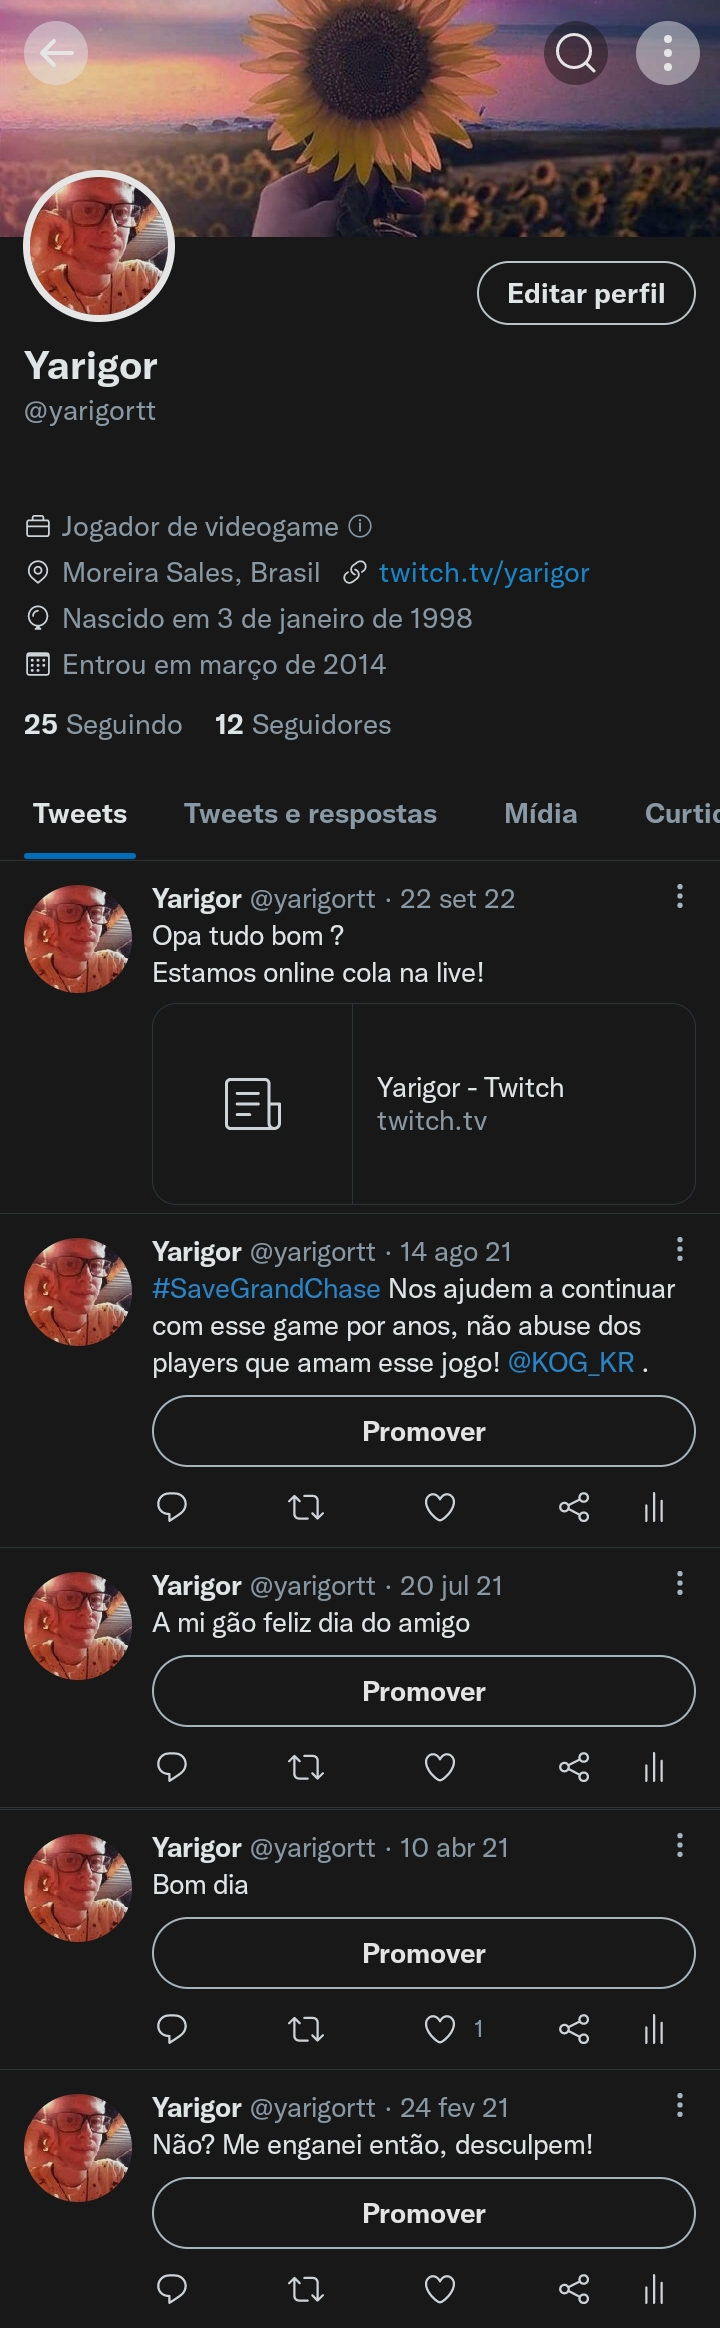 Editar perfil
Yarigor
@yarigortt
Jogador de videogame
Moreira Sales, Brasil twitch.tv/yarigor
Nascido em 3 de janeiro de 1998
Entrou em março de 2014
25 Seguindo 12 Seguidores
Tweets Tweets e respostas Mídia Curtid
Yarigor @yarigortt · 22 set 22
Opa tudo bom ?
Estamos online cola na live!
Yarigor - Twitch
twitch.tv
Yarigor @yarigortt · 14 ago 21
#SaveGrandChase Nos ajudem a continuar
com esse game por anos, não abuse dos
players que amam esse jogo! @KOG_KR .
Promover
Yarigor @yarigortt · 20 jul 21
A mi gão feliz dia do amigo
Promover
Yarigor @yarigortt · 10 abr 21
Bom dia
Promover
1
Yarigor @yarigortt · 24 fev 21
Não? Me enganei então, desculpem!
Promover